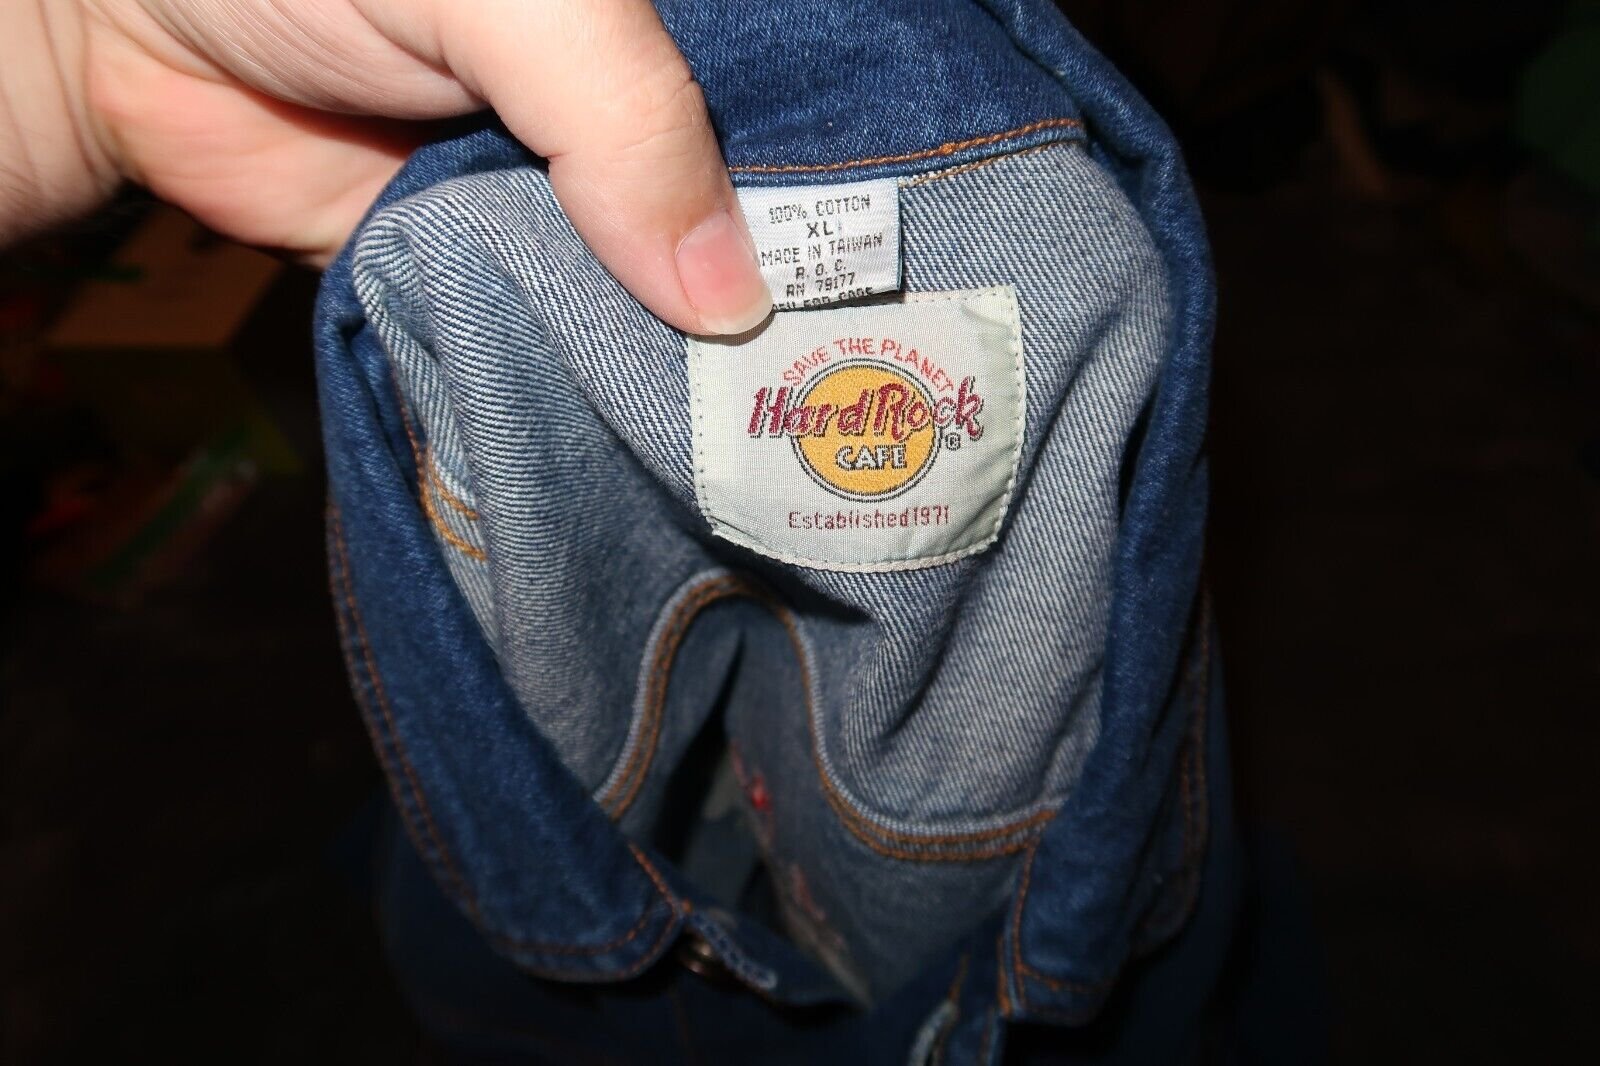 100% COTTON
XL
MADE IN TAIWAN
R. O. C.
RN 79177
SAVE THE PLANET
Hard Rock ®
CAFE
Established 1971